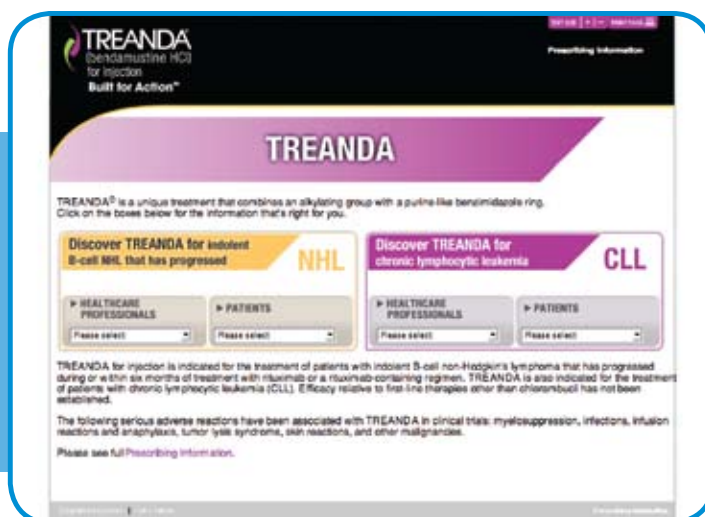 TREANDA
(bendamustine HCl)
for Injection
Built for Action™
Prescribing Information
TREANDA
TREANDA® is a unique treatment that combines an alkylating group with a purine-like benzimidazole ring.
Click on the boxes below for the information that's right for you.
Discover TREANDA for indolent
B-cell NHL that has progressed
NHL
▶ HEALTHCARE
PROFESSIONALS
Please select
▶ PATIENTS
Please select
Discover TREANDA for
chronic lymphocytic leukemia
CLL
▶ HEALTHCARE
PROFESSIONALS
Please select
▶ PATIENTS
Please select
TREANDA for injection is indicated for the treatment of patients with indolent B-cell non-Hodgkin's lymphoma that has progressed
during or within six months of treatment with rituximab or a rituximab-containing regimen. TREANDA is also indicated for the treatment
of patients with chronic lymphocytic leukemia (CLL). Efficacy relative to first-line therapies other than chlorambucil has not been
established.
The following serious adverse reactions have been associated with TREANDA in clinical trials: myelosuppression, infections, infusion
reactions and anaphylaxis, tumor lysis syndrome, skin reactions, and other malignancies.
Please see full Prescribing Information.